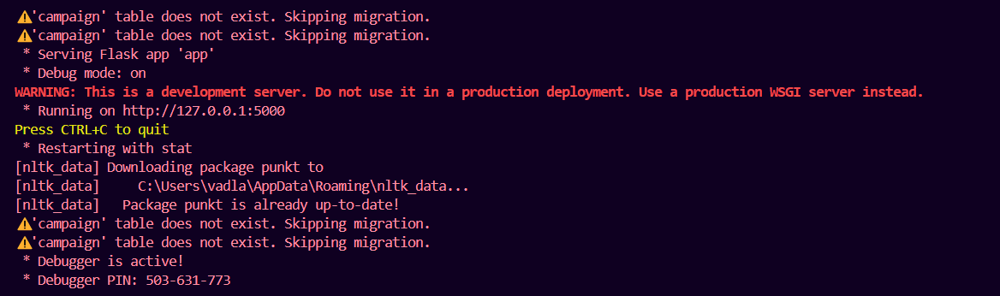 ⚠️'campaign' table does not exist. Skipping migration.
⚠️'campaign' table does not exist. Skipping migration.
 * Serving Flask app 'app'
 * Debug mode: on
WARNING: This is a development server. Do not use it in a production deployment. Use a production WSGI server instead.
 * Running on http://127.0.0.1:5000
Press CTRL+C to quit
 * Restarting with stat
[nltk_data] Downloading package punkt to
[nltk_data]     C:\Users\vadla\AppData\Roaming\nltk_data...
[nltk_data]   Package punkt is already up-to-date!
⚠️'campaign' table does not exist. Skipping migration.
⚠️'campaign' table does not exist. Skipping migration.
 * Debugger is active!
 * Debugger PIN: 503-631-773